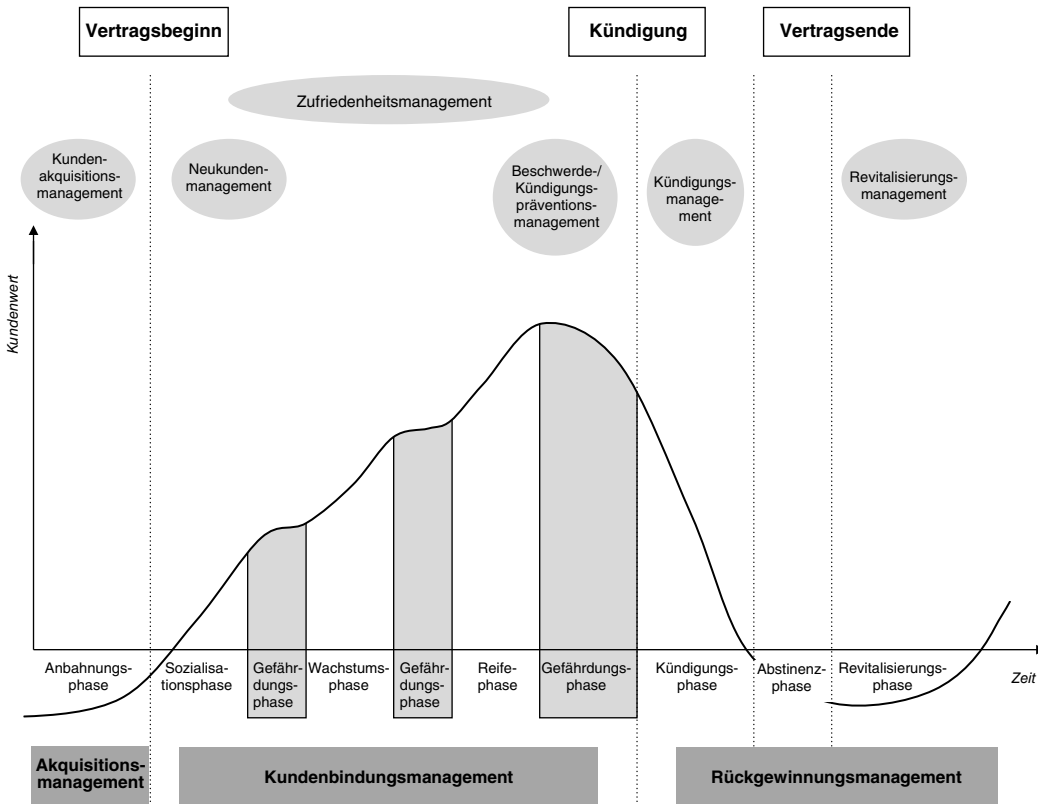 Vertragsbeginn
Kündigung
Vertragsende
Zufriedenheitsmanagement
Kunden-
akquisitions-
management
Neukunden-
management
Beschwerde-/
Kündigungs-
präventions-
management
Kündigungs-
manage-
ment
Revitalisierungs-
management
Kundenwert
Anbahnungs-
phase
Sozialisa-
tionsphase
Gefähr-
dungs-
phase
Wachstums-
phase
Gefähr-
dungs-
phase
Reife-
phase
Gefährdungs-
phase
Kündigungs-
phase
Abstinenz-
phase
Revitalisierungs-
phase
Zeit
Akquisitions-
management
Kundenbindungsmanagement
Rückgewinnungsmanagement